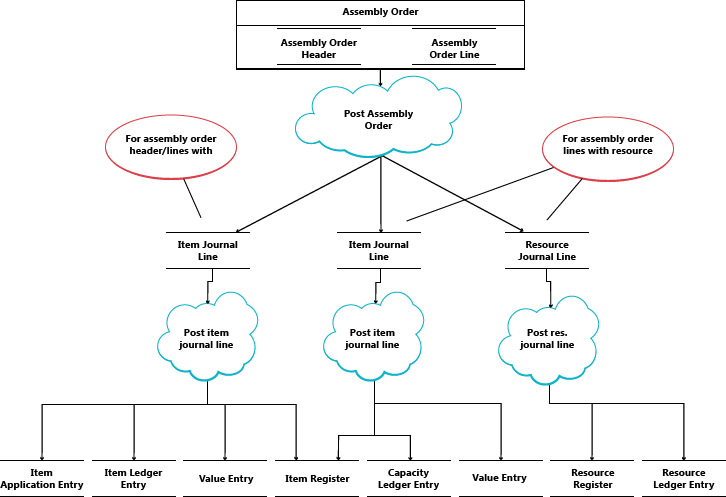 Assembly Order
Assembly Order
Header
Assembly
Order Line
Post Assembly
Order
For assembly order
header/lines with
For assembly order
lines with resource
Item Journal
Line
Item Journal
Line
Resource
Journal Line
Post item
journal line
Post item
journal line
Post res.
journal line
Item
Application Entry
Item Ledger
Entry
Value Entry
Item Register
Capacity
Ledger Entry
Value Entry
Resource
Register
Resource
Ledger Entry